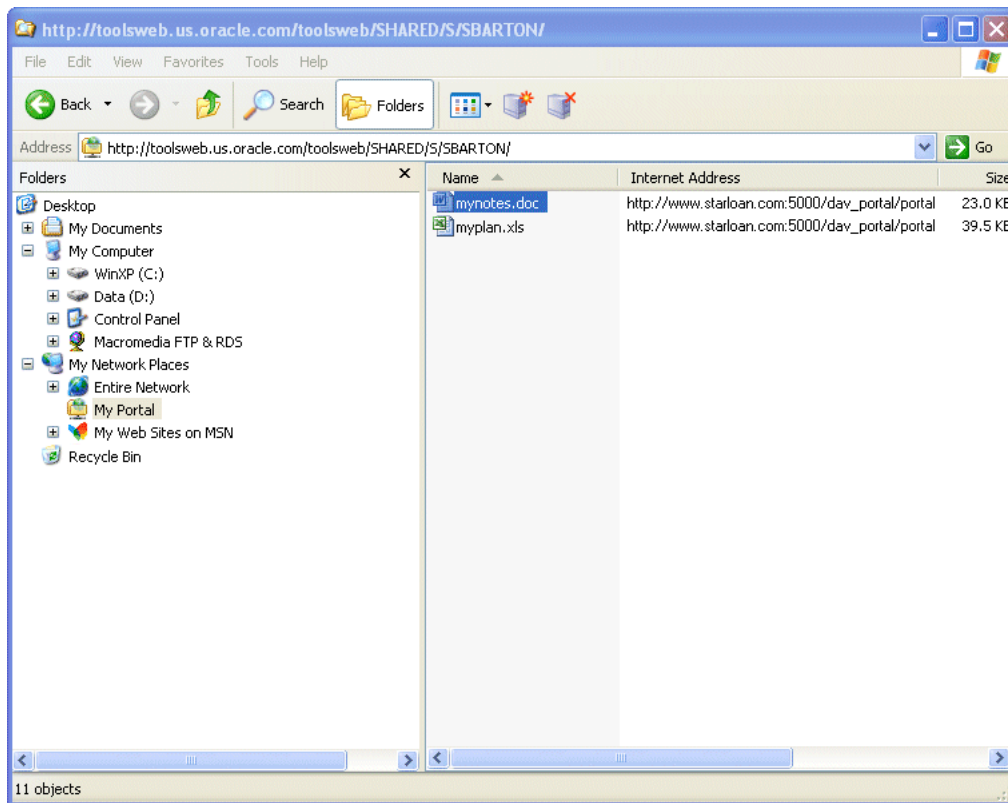 http://toolsweb.us.oracle.com/toolsweb/SHARED/S/SBARTON/
File Edit View Favorites Tools Help
Back Search Folders
Address http://toolsweb.us.oracle.com/toolsweb/SHARED/S/SBARTON/ Go
Folders x
Desktop
My Documents
My Computer
WinXP (C:)
Data (D:)
Control Panel
Macromedia FTP & RDS
My Network Places
Entire Network
My Portal
My Web Sites on MSN
Recycle Bin
Name Internet Address Size
mynotes.doc http://www.starloan.com:5000/dav_portal/portal 23.0 KB
myplan.xls http://www.starloan.com:5000/dav_portal/portal 39.5 KB
11 objects